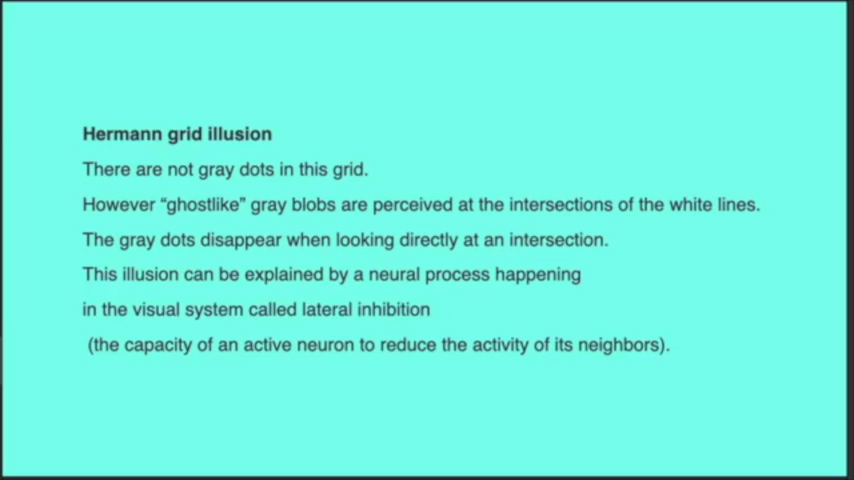 Hermann grid illusion
There are not gray dots in this grid.
However “ghostlike” gray blobs are perceived at the intersections of the white lines.
The gray dots disappear when looking directly at an intersection.
This illusion can be explained by a neural process happening
in the visual system called lateral inhibition
(the capacity of an active neuron to reduce the activity of its neighbors).